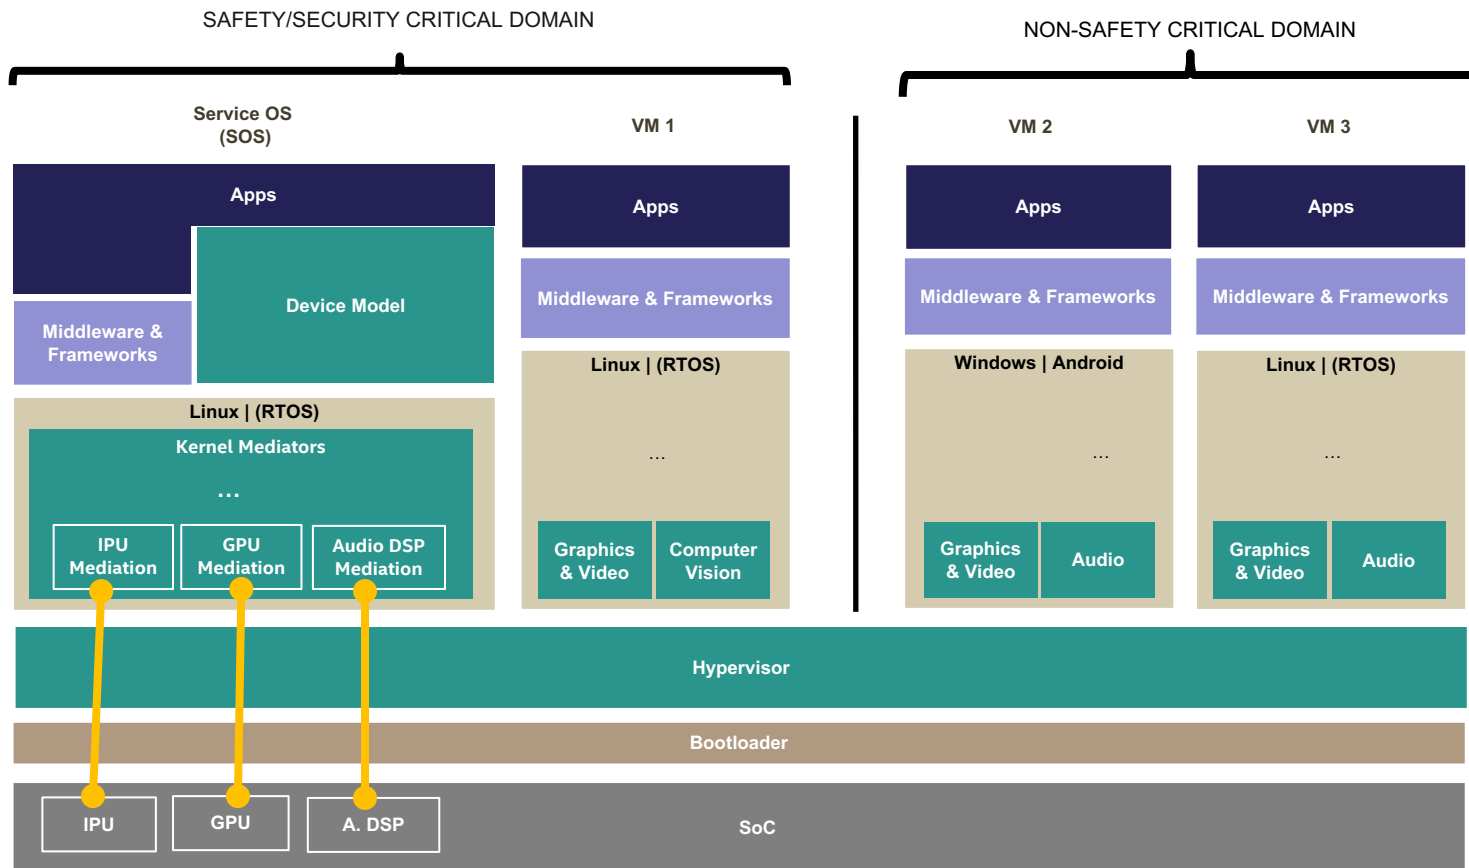 SAFETY/SECURITY CRITICAL DOMAIN
NON-SAFETY CRITICAL DOMAIN
Service OS
(SOS)
VM 1
VM 2
VM 3
Apps
Apps
Apps
Apps
Device Model
Middleware &
Frameworks
Middleware & Frameworks
Middleware & Frameworks
Middleware & Frameworks
Linux | (RTOS)
Kernel Mediators
...
IPU
Mediation
GPU
Mediation
Audio DSP
Mediation
Linux | (RTOS)
...
Graphics
& Video
Computer
Vision
Windows | Android
...
Graphics
& Video
Audio
Linux | (RTOS)
...
Graphics
& Video
Audio
Hypervisor
Bootloader
IPU
GPU
A. DSP
SoC